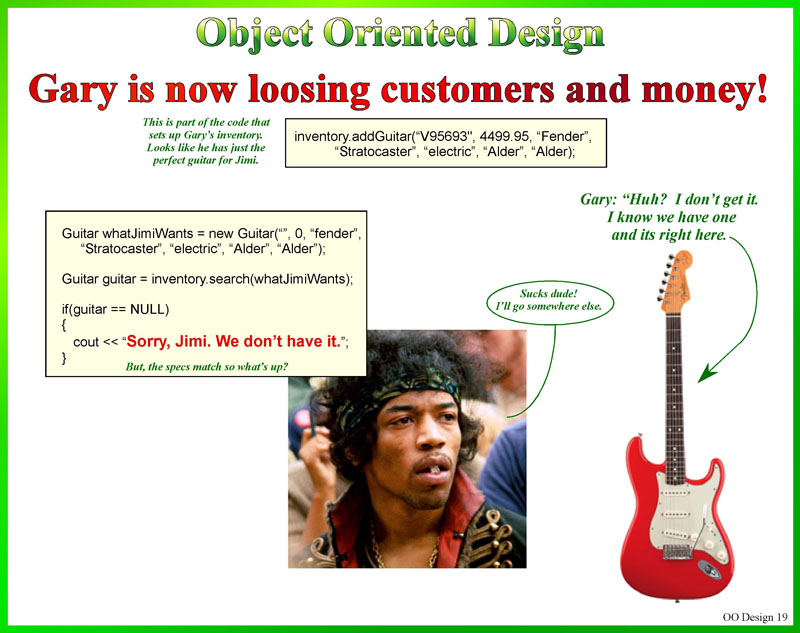 Object Oriented Design
Gary is now loosing customers and money!
This is part of the code that
sets up Gary's inventory.
Looks like he has just the
perfect guitar for Jimi.
inventory.addGuitar(“V95693", 4499.95, “Fender”,
“Stratocaster”, “electric”, “Alder”, “Alder);
Gary: “Huh?  I don't get it.
I know we have one
and its right here.
Guitar whatJimiWants = new Guitar(“”, 0, “fender”,
“Stratocaster”, “electric”, “Alder”, “Alder”);
Guitar guitar = inventory.search(whatJimiWants);
if(guitar == NULL)
{
cout << “Sorry, Jimi. We don't have it.”;
}
But, the specs match so what's up?
Sucks dude!
I'll go somewhere else.
OO Design 19